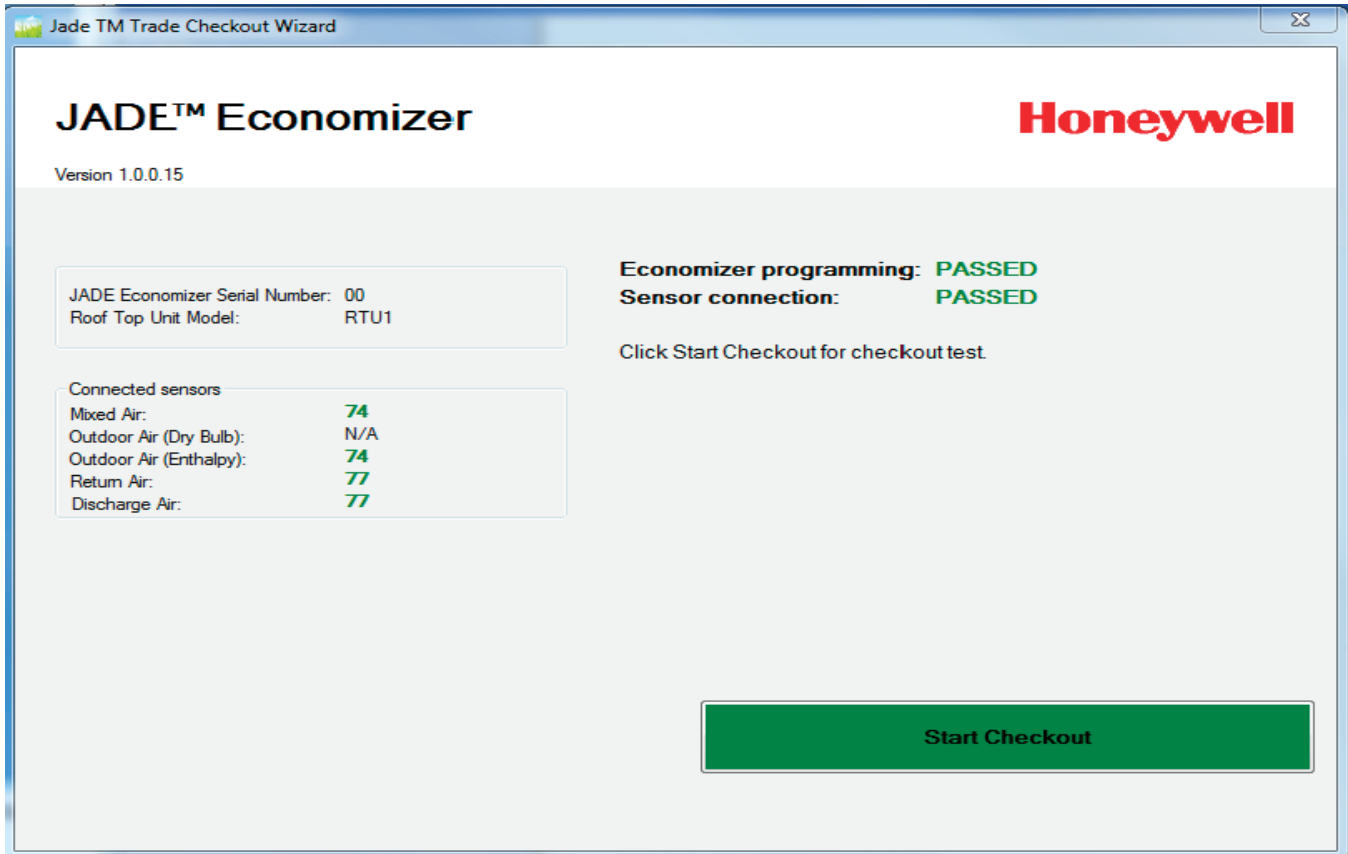 Jade TM Trade Checkout Wizard
JADE™ Economizer
Honeywell
Version 1.0.0.15
JADE Economizer Serial Number: 00
Roof Top Unit Model: RTU1
Connected sensors
Mixed Air: 74
Outdoor Air (Dry Bulb): N/A
Outdoor Air (Enthalpy): 74
Return Air: 77
Discharge Air: 77
Economizer programming: PASSED
Sensor connection: PASSED
Click Start Checkout for checkout test.
Start Checkout